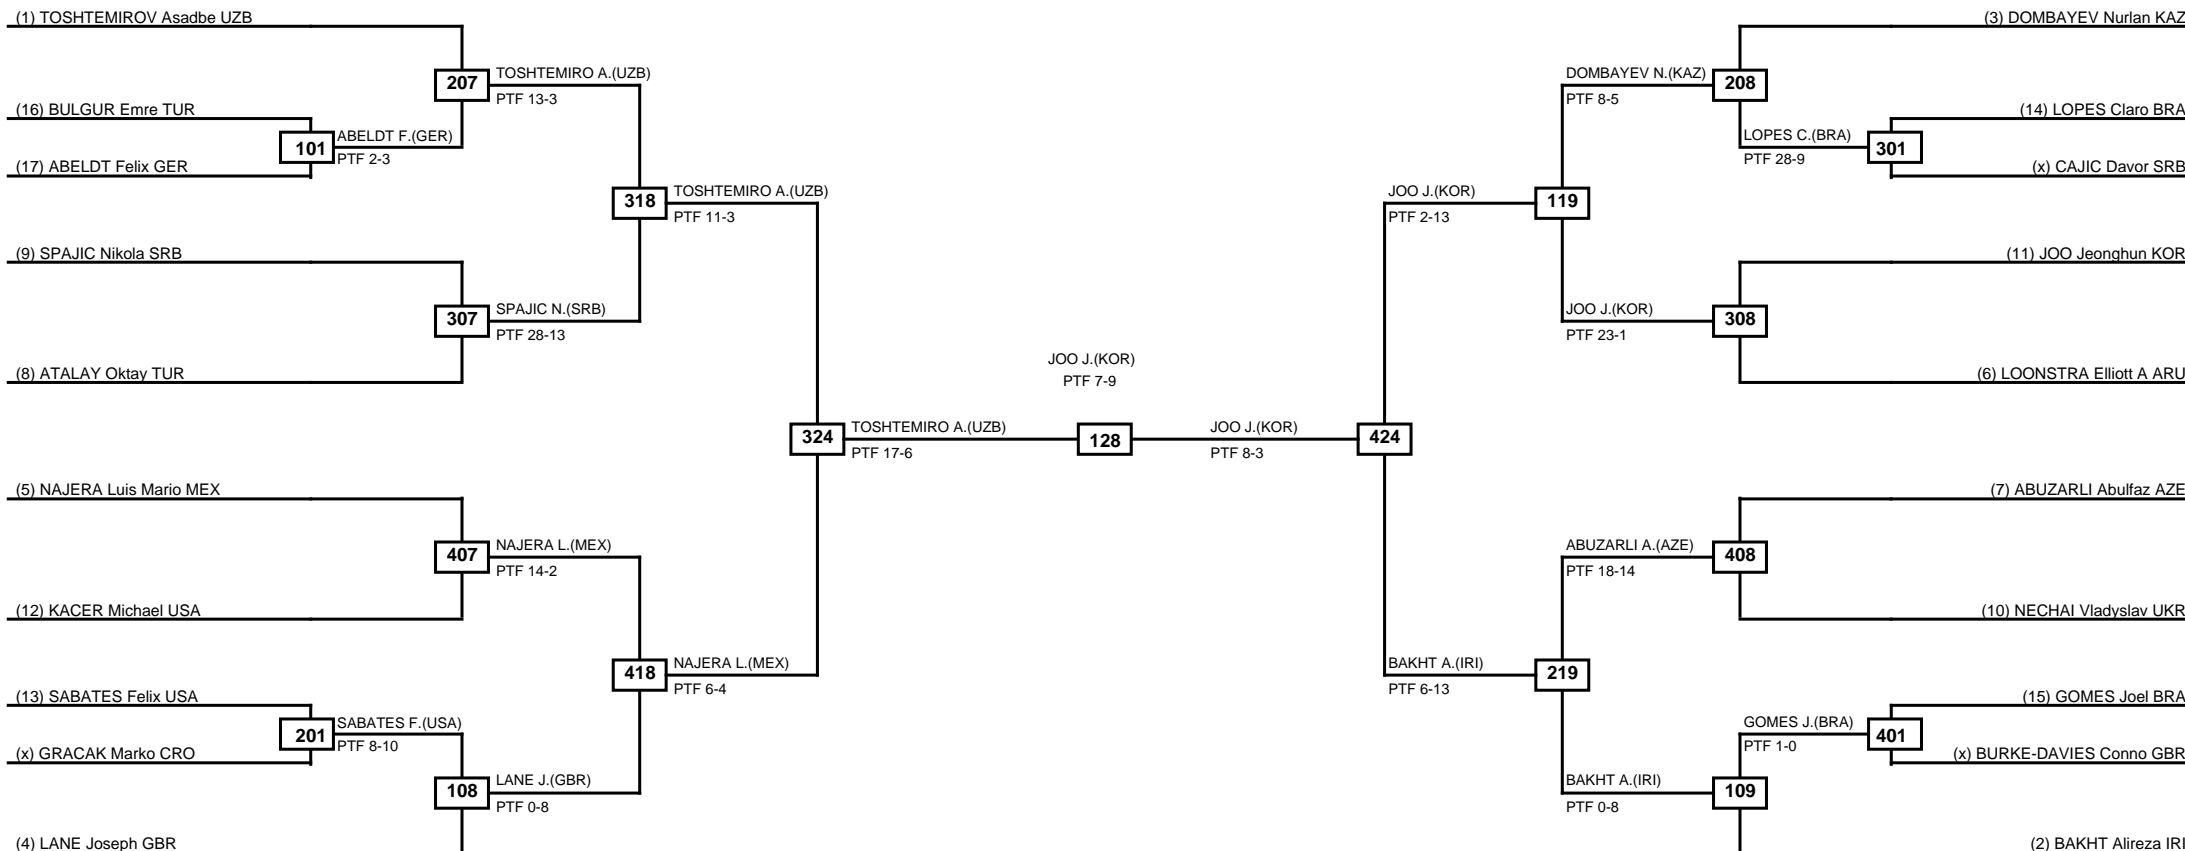 (1) TOSHTEMIROV Asadbe UZB
(3) DOMBAYEV Nurlan KAZ
207
TOSHTEMIRO A.(UZB)
PTF 13-3
DOMBAYEV N.(KAZ)
PTF 8-5
208
(16) BULGUR Emre TUR
(14) LOPES Claro BRA
101
ABELDT F.(GER)
PTF 2-3
LOPES C.(BRA)
PTF 28-9
301
(17) ABELDT Felix GER
(x) CAJIC Davor SRB
318
TOSHTEMIRO A.(UZB)
PTF 11-3
JOO J.(KOR)
PTF 2-13
119
(9) SPAJIC Nikola SRB
(11) JOO Jeonghun KOR
307
SPAJIC N.(SRB)
PTF 28-13
JOO J.(KOR)
PTF 23-1
308
JOO J.(KOR)
PTF 7-9
(8) ATALAY Oktay TUR
(6) LOONSTRA Elliott A ARU
324
TOSHTEMIRO A.(UZB)
PTF 17-6
128
JOO J.(KOR)
PTF 8-3
424
(5) NAJERA Luis Mario MEX
(7) ABUZARLI Abulfaz AZE
407
NAJERA L.(MEX)
PTF 14-2
ABUZARLI A.(AZE)
PTF 18-14
408
(12) KACER Michael USA
(10) NECHAI Vladyslav UKR
418
NAJERA L.(MEX)
PTF 6-4
BAKHT A.(IRI)
PTF 6-13
219
(13) SABATES Felix USA
(15) GOMES Joel BRA
201
SABATES F.(USA)
PTF 8-10
GOMES J.(BRA)
PTF 1-0
401
(x) GRACAK Marko CRO
(x) BURKE-DAVIES Conno GBR
108
LANE J.(GBR)
PTF 0-8
BAKHT A.(IRI)
PTF 0-8
109
(4) LANE Joseph GBR
(2) BAKHT Alireza IRI